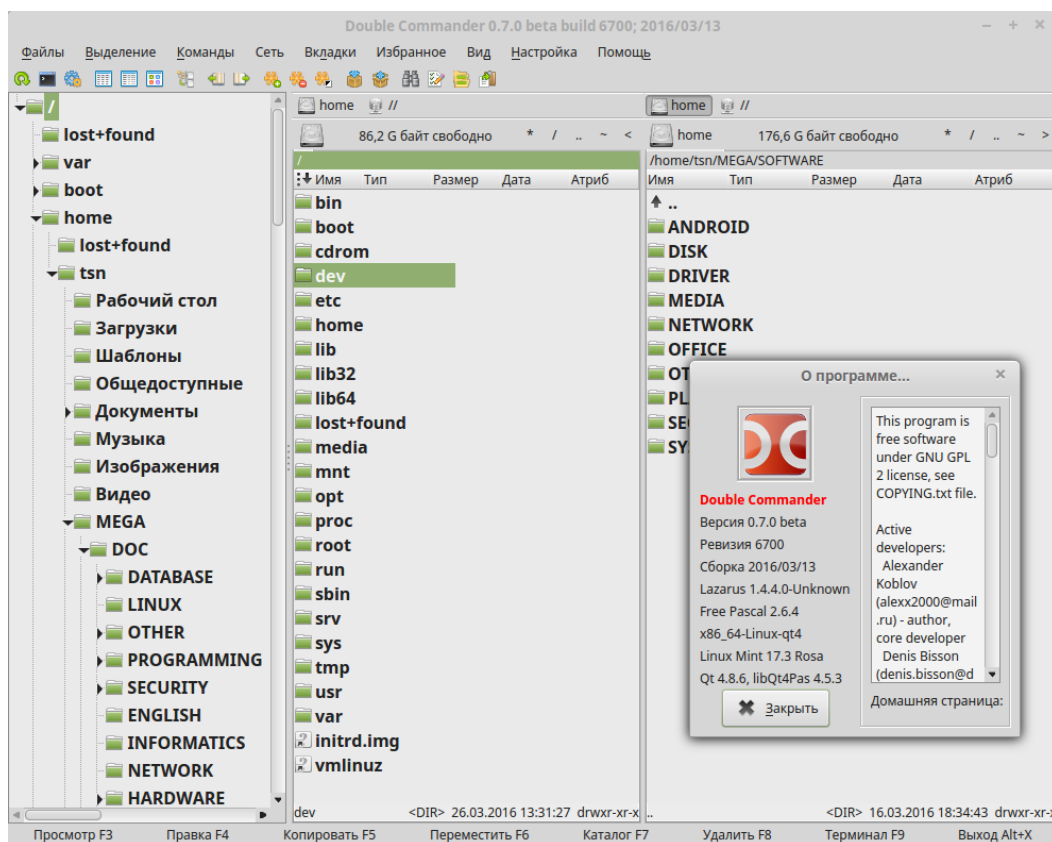 Double Commander 0.7.0 beta build 6700; 2016/03/13
Файлы Выделение Команды Сеть Вкладки Избранное Вид Настройка Помощь
/
lost+found
var
boot
home
lost+found
tsn
Рабочий стол
Загрузки
Шаблоны
Общедоступные
Документы
Музыка
Изображения
Видео
MEGA
DOC
DATABASE
LINUX
OTHER
PROGRAMMING
SECURITY
ENGLISH
INFORMATICS
NETWORK
HARDWARE
home //
86,2 G байт свободно * / .. ~ <
/
Имя Тип Размер Дата Атриб
bin
boot
cdrom
dev
etc
home
lib
lib32
lib64
lost+found
media
mnt
opt
proc
root
run
sbin
srv
sys
tmp
usr
var
initrd.img
vmlinuz
dev <DIR> 26.03.2016 13:31:27 drwxr-xr-x
home //
home 176,6 G байт свободно * / .. ~ >
/home/tsn/MEGA/SOFTWARE
Имя Тип Размер Дата Атриб
..
ANDROID
DISK
DRIVER
MEDIA
NETWORK
OFFICE
OT
PL
SE
SY
.. <DIR> 16.03.2016 18:34:43 drwxr-xr-x
О программе...
Double Commander
Версия 0.7.0 beta
Ревизия 6700
Сборка 2016/03/13
Lazarus 1.4.4.0-Unknown
Free Pascal 2.6.4
x86_64-Linux-qt4
Linux Mint 17.3 Rosa
Qt 4.8.6, libQt4Pas 4.5.3
Закрыть
This program is
free software
under GNU GPL
2 license, see
COPYING.txt file.
Active
developers:
Alexander
Koblov
(alexx2000@mail
.ru) - author,
core developer
Denis Bisson
(denis.bisson@d
Домашняя страница:
Просмотр F3 Правка F4 Копировать F5 Переместить F6 Каталог F7 Удалить F8 Терминал F9 Выход Alt+X